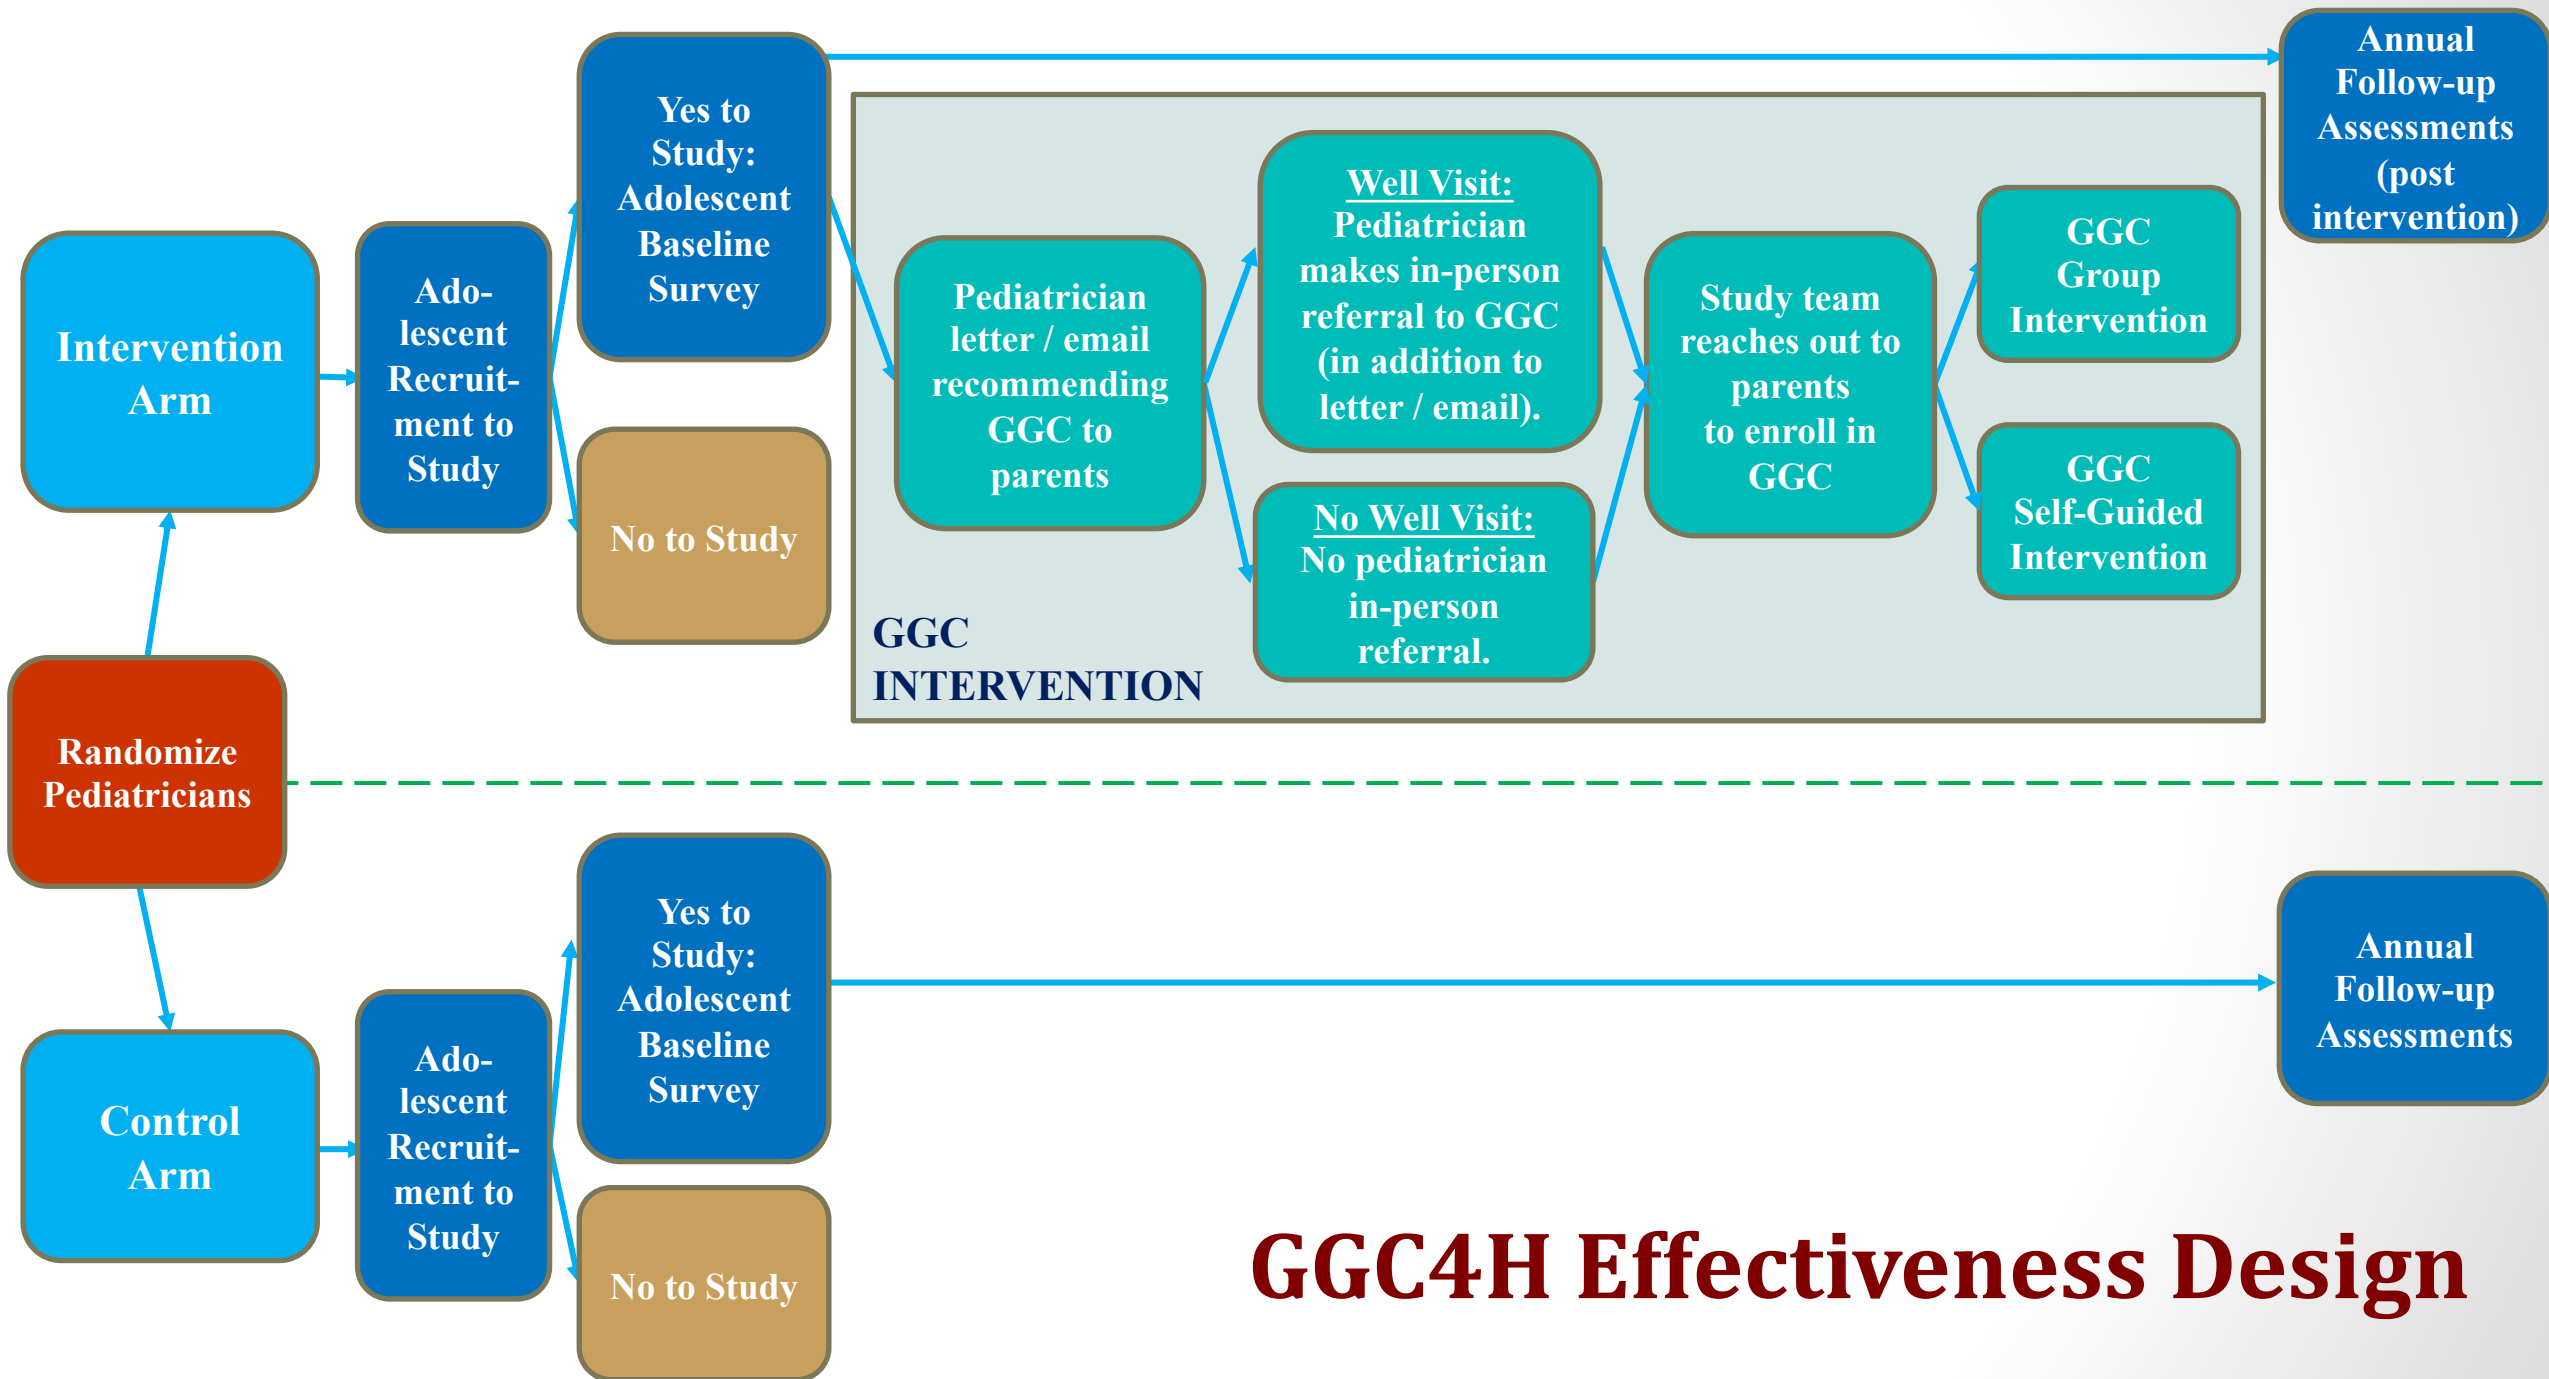 Yes to
Study:
Adolescent
Baseline
Survey
Annual
Follow-up
Assessments
(post
intervention)
Intervention
Arm
Ado-
lescent
Recruit-
ment to
Study
No to Study
Pediatrician
letter / email
recommending
GGC to
parents
Well Visit:
Pediatrician
makes in-person
referral to GGC
(in addition to
letter / email).
No Well Visit:
No pediatrician
in-person
referral.
Study team
reaches out to
parents
to enroll in
GGC
GGC
Group
Intervention
GGC
Self-Guided
Intervention
GGC
INTERVENTION
Randomize
Pediatricians
Control
Arm
Ado-
lescent
Recruit-
ment to
Study
Yes to
Study:
Adolescent
Baseline
Survey
No to Study
Annual
Follow-up
Assessments
GGC4H Effectiveness Design